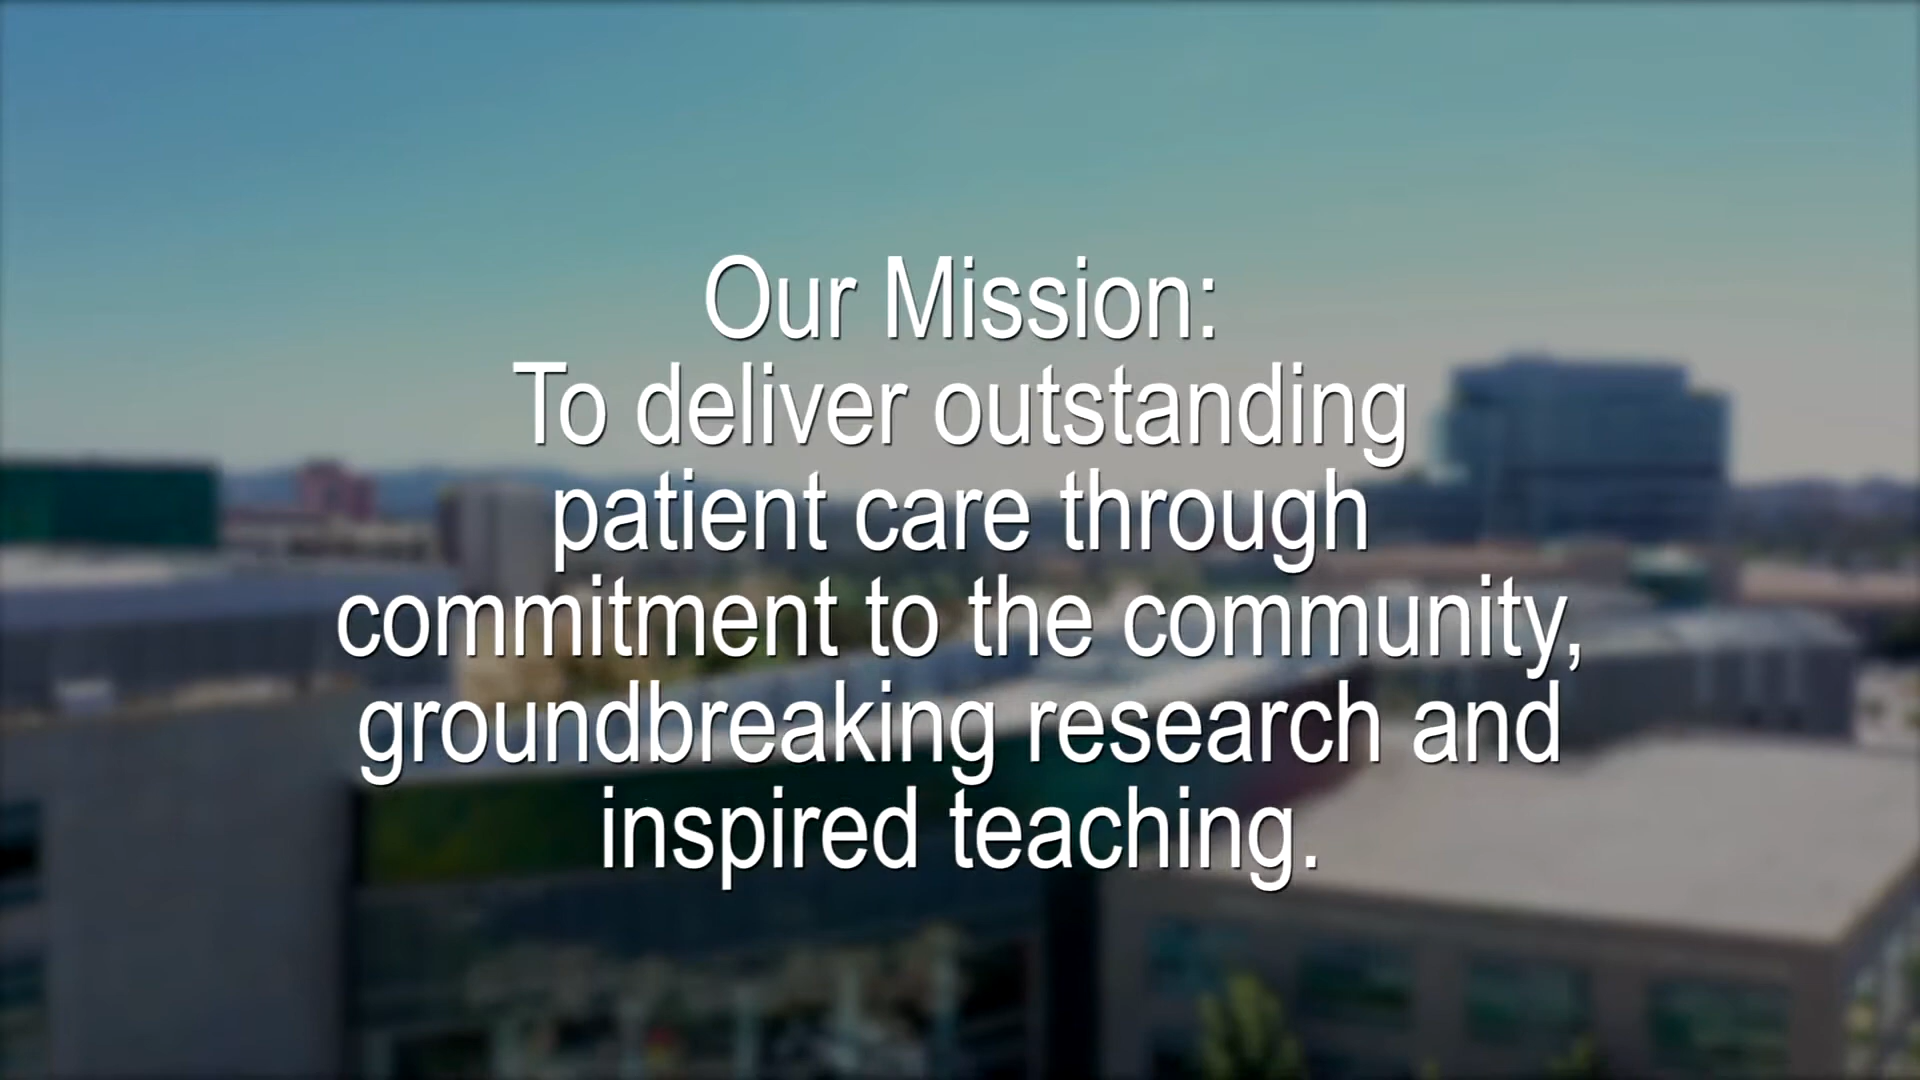 Our Mission:
To deliver outstanding
patient care through
commitment to the community,
groundbreaking research and
inspired teaching.